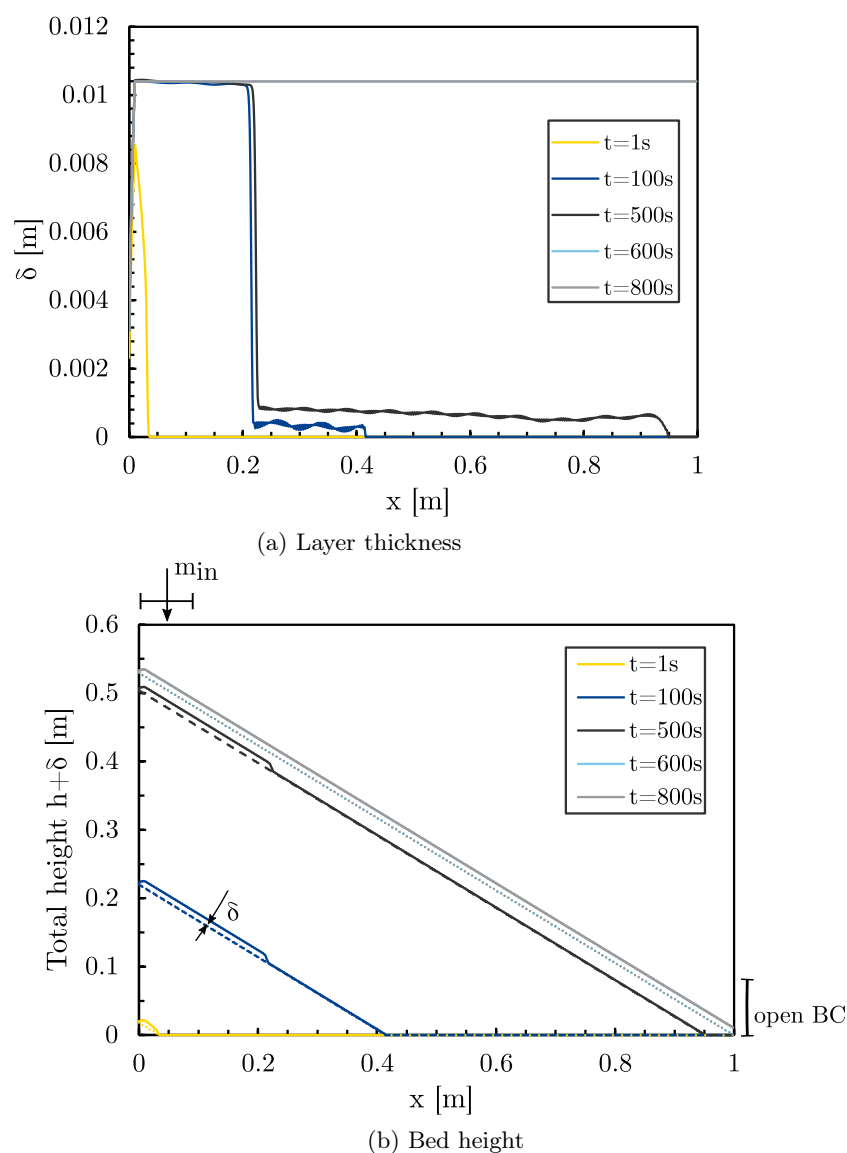 0.012
0.01
0.008
0.006
0.004
0.002
0
δ [m]
t=1s
t=100s
t=500s
t=600s
t=800s
0 0.2 0.4 0.6 0.8 1
x [m]
(a) Layer thickness
min
0.6
0.5
0.4
0.3
0.2
0.1
0
Total height h+δ [m]
t=1s
t=100s
t=500s
t=600s
t=800s
δ
open BC
0 0.2 0.4 0.6 0.8 1
x [m]
(b) Bed height